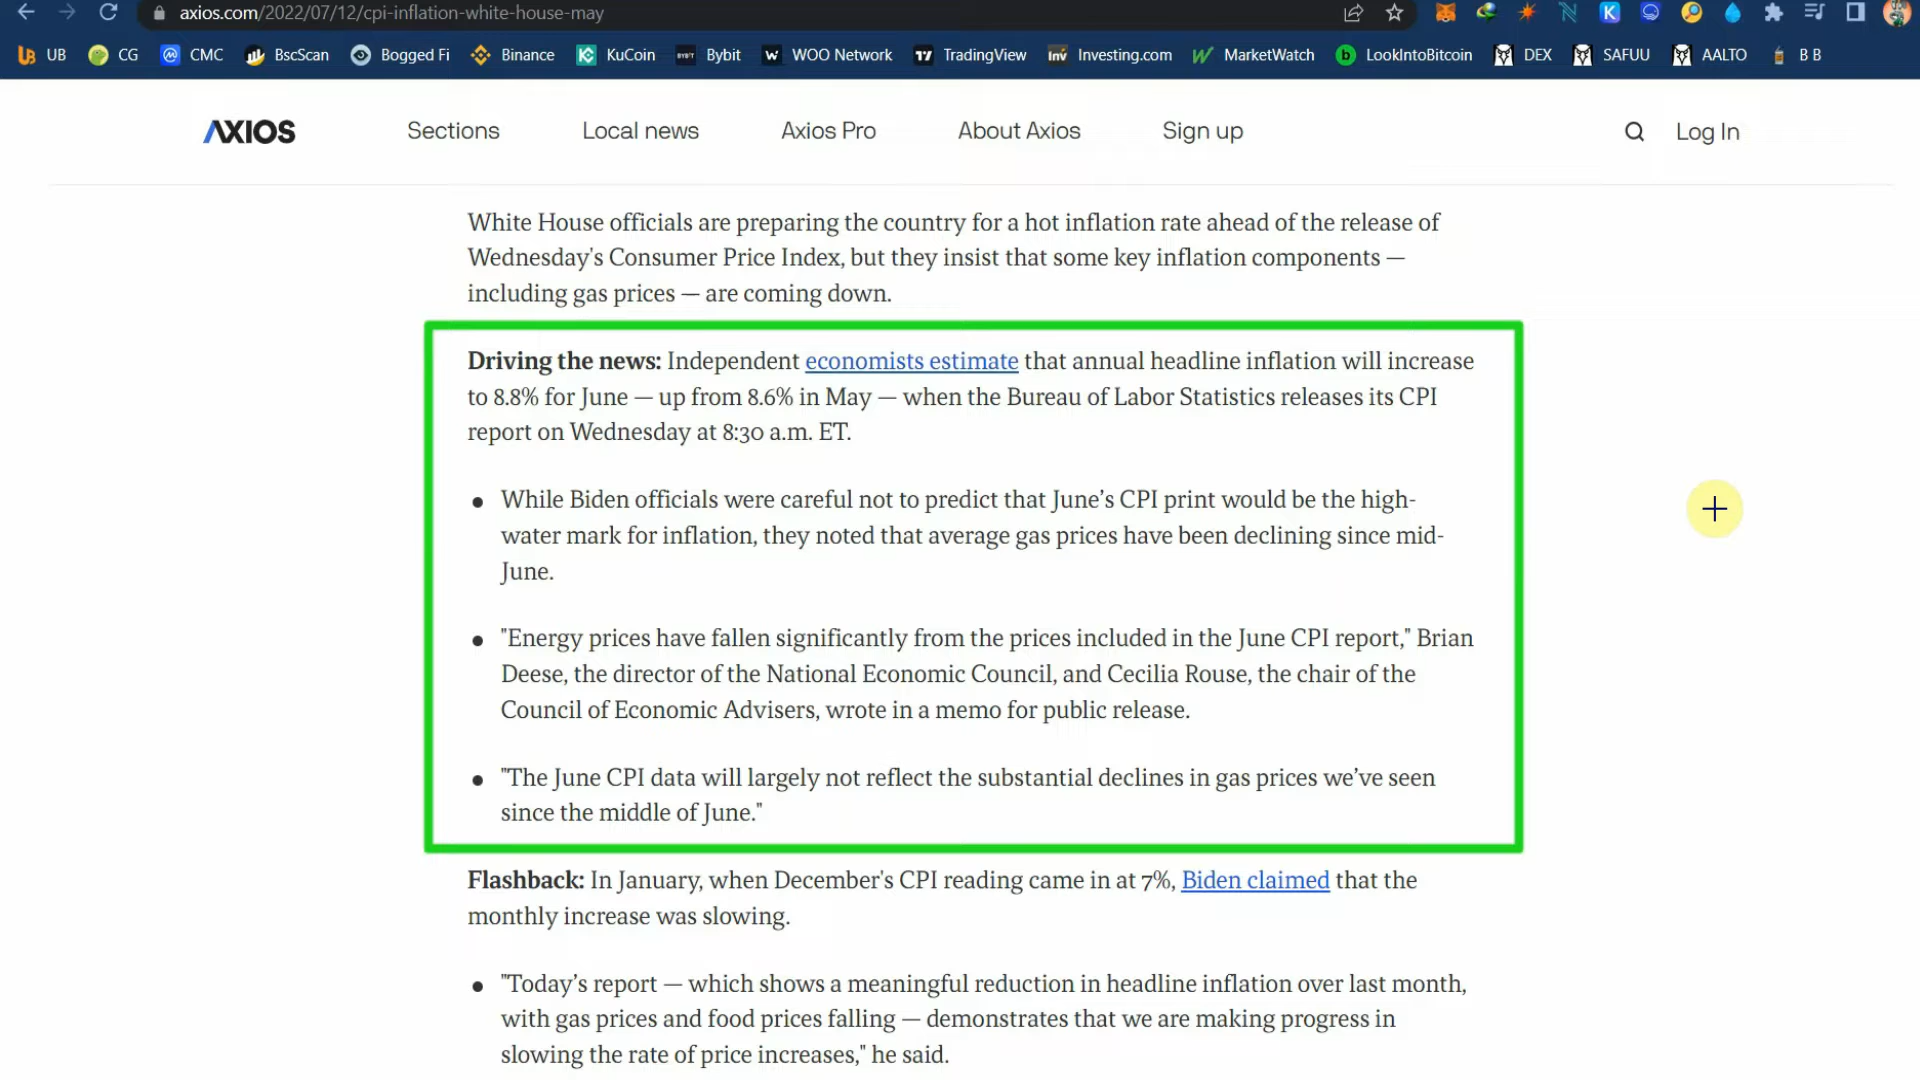 axios.com/2022/07/12/cpi-inflation-white-house-may
UB CG CMC BscScan Bogged Fi Binance KuCoin Bybit WOO Network TradingView Investing.com MarketWatch LookIntoBitcoin DEX SAFUU AALTO B B
AXIOS Sections Local news Axios Pro About Axios Sign up Log In
White House officials are preparing the country for a hot inflation rate ahead of the release of
Wednesday's Consumer Price Index, but they insist that some key inflation components —
including gas prices — are coming down.
Driving the news: Independent economists estimate that annual headline inflation will increase
to 8.8% for June — up from 8.6% in May — when the Bureau of Labor Statistics releases its CPI
report on Wednesday at 8:30 a.m. ET.
• While Biden officials were careful not to predict that June’s CPI print would be the high-
water mark for inflation, they noted that average gas prices have been declining since mid-
June.
• "Energy prices have fallen significantly from the prices included in the June CPI report," Brian
Deese, the director of the National Economic Council, and Cecilia Rouse, the chair of the
Council of Economic Advisers, wrote in a memo for public release.
• "The June CPI data will largely not reflect the substantial declines in gas prices we’ve seen
since the middle of June."
Flashback: In January, when December's CPI reading came in at 7%, Biden claimed that the
monthly increase was slowing.
• "Today’s report — which shows a meaningful reduction in headline inflation over last month,
with gas prices and food prices falling — demonstrates that we are making progress in
slowing the rate of price increases," he said.